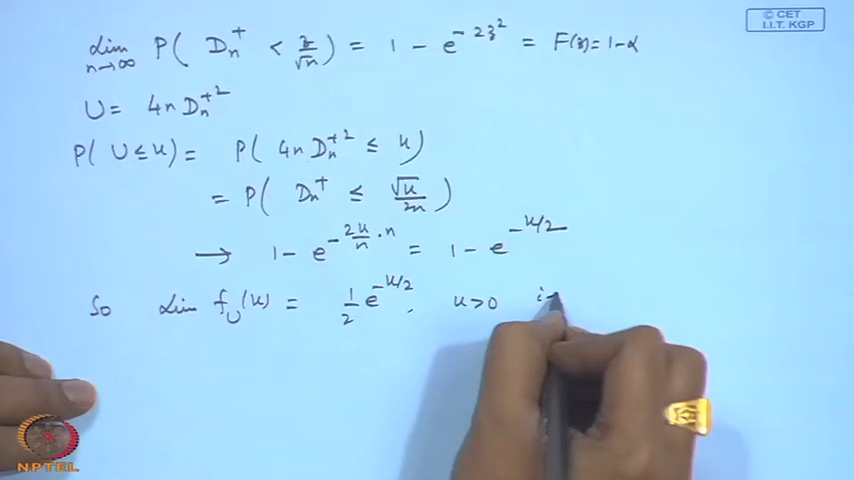 © CET
I.I.T. KGP
lim n→∞ P( Dₙ⁺ < z/√n ) = 1 - e^{-2z²} = F(z) = 1-α
U = 4n Dₙ⁺²
P( U ≤ u ) = P( 4n Dₙ⁺² ≤ u )
= P( Dₙ⁺ ≤ √u/2n )
→ 1 - e^{-2u/n · n} = 1 - e^{-u/2}
So lim f_U(u) = 1/2 e^{-u/2}, u>0
NPTEL